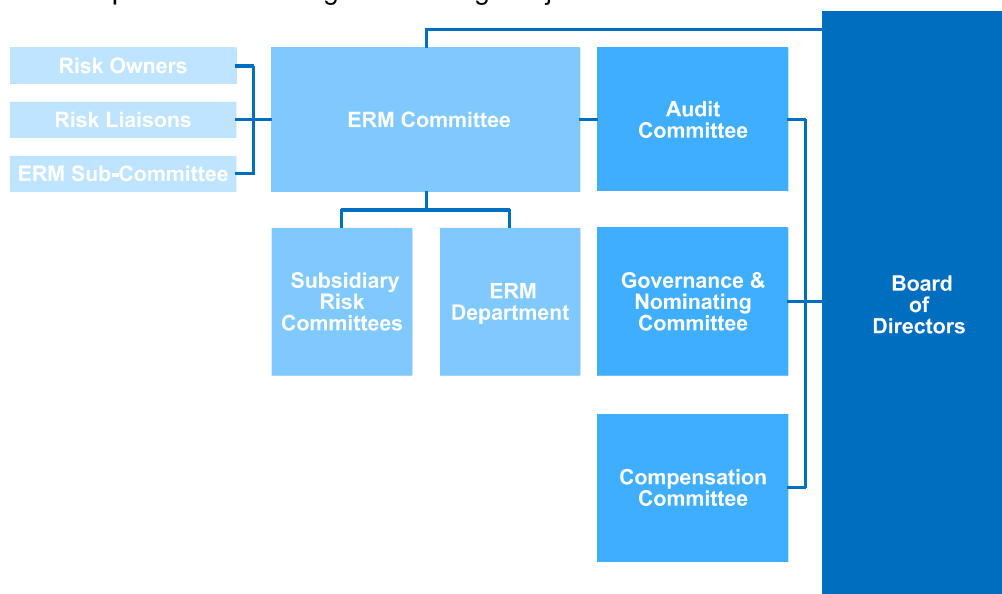 Risk Owners
Risk Liaisons
ERM Sub-Committee
ERM Committee
Audit
Committee
Subsidiary
Risk
Committees
ERM
Department
Governance &
Nominating
Committee
Compensation
Committee
Board
of
Directors